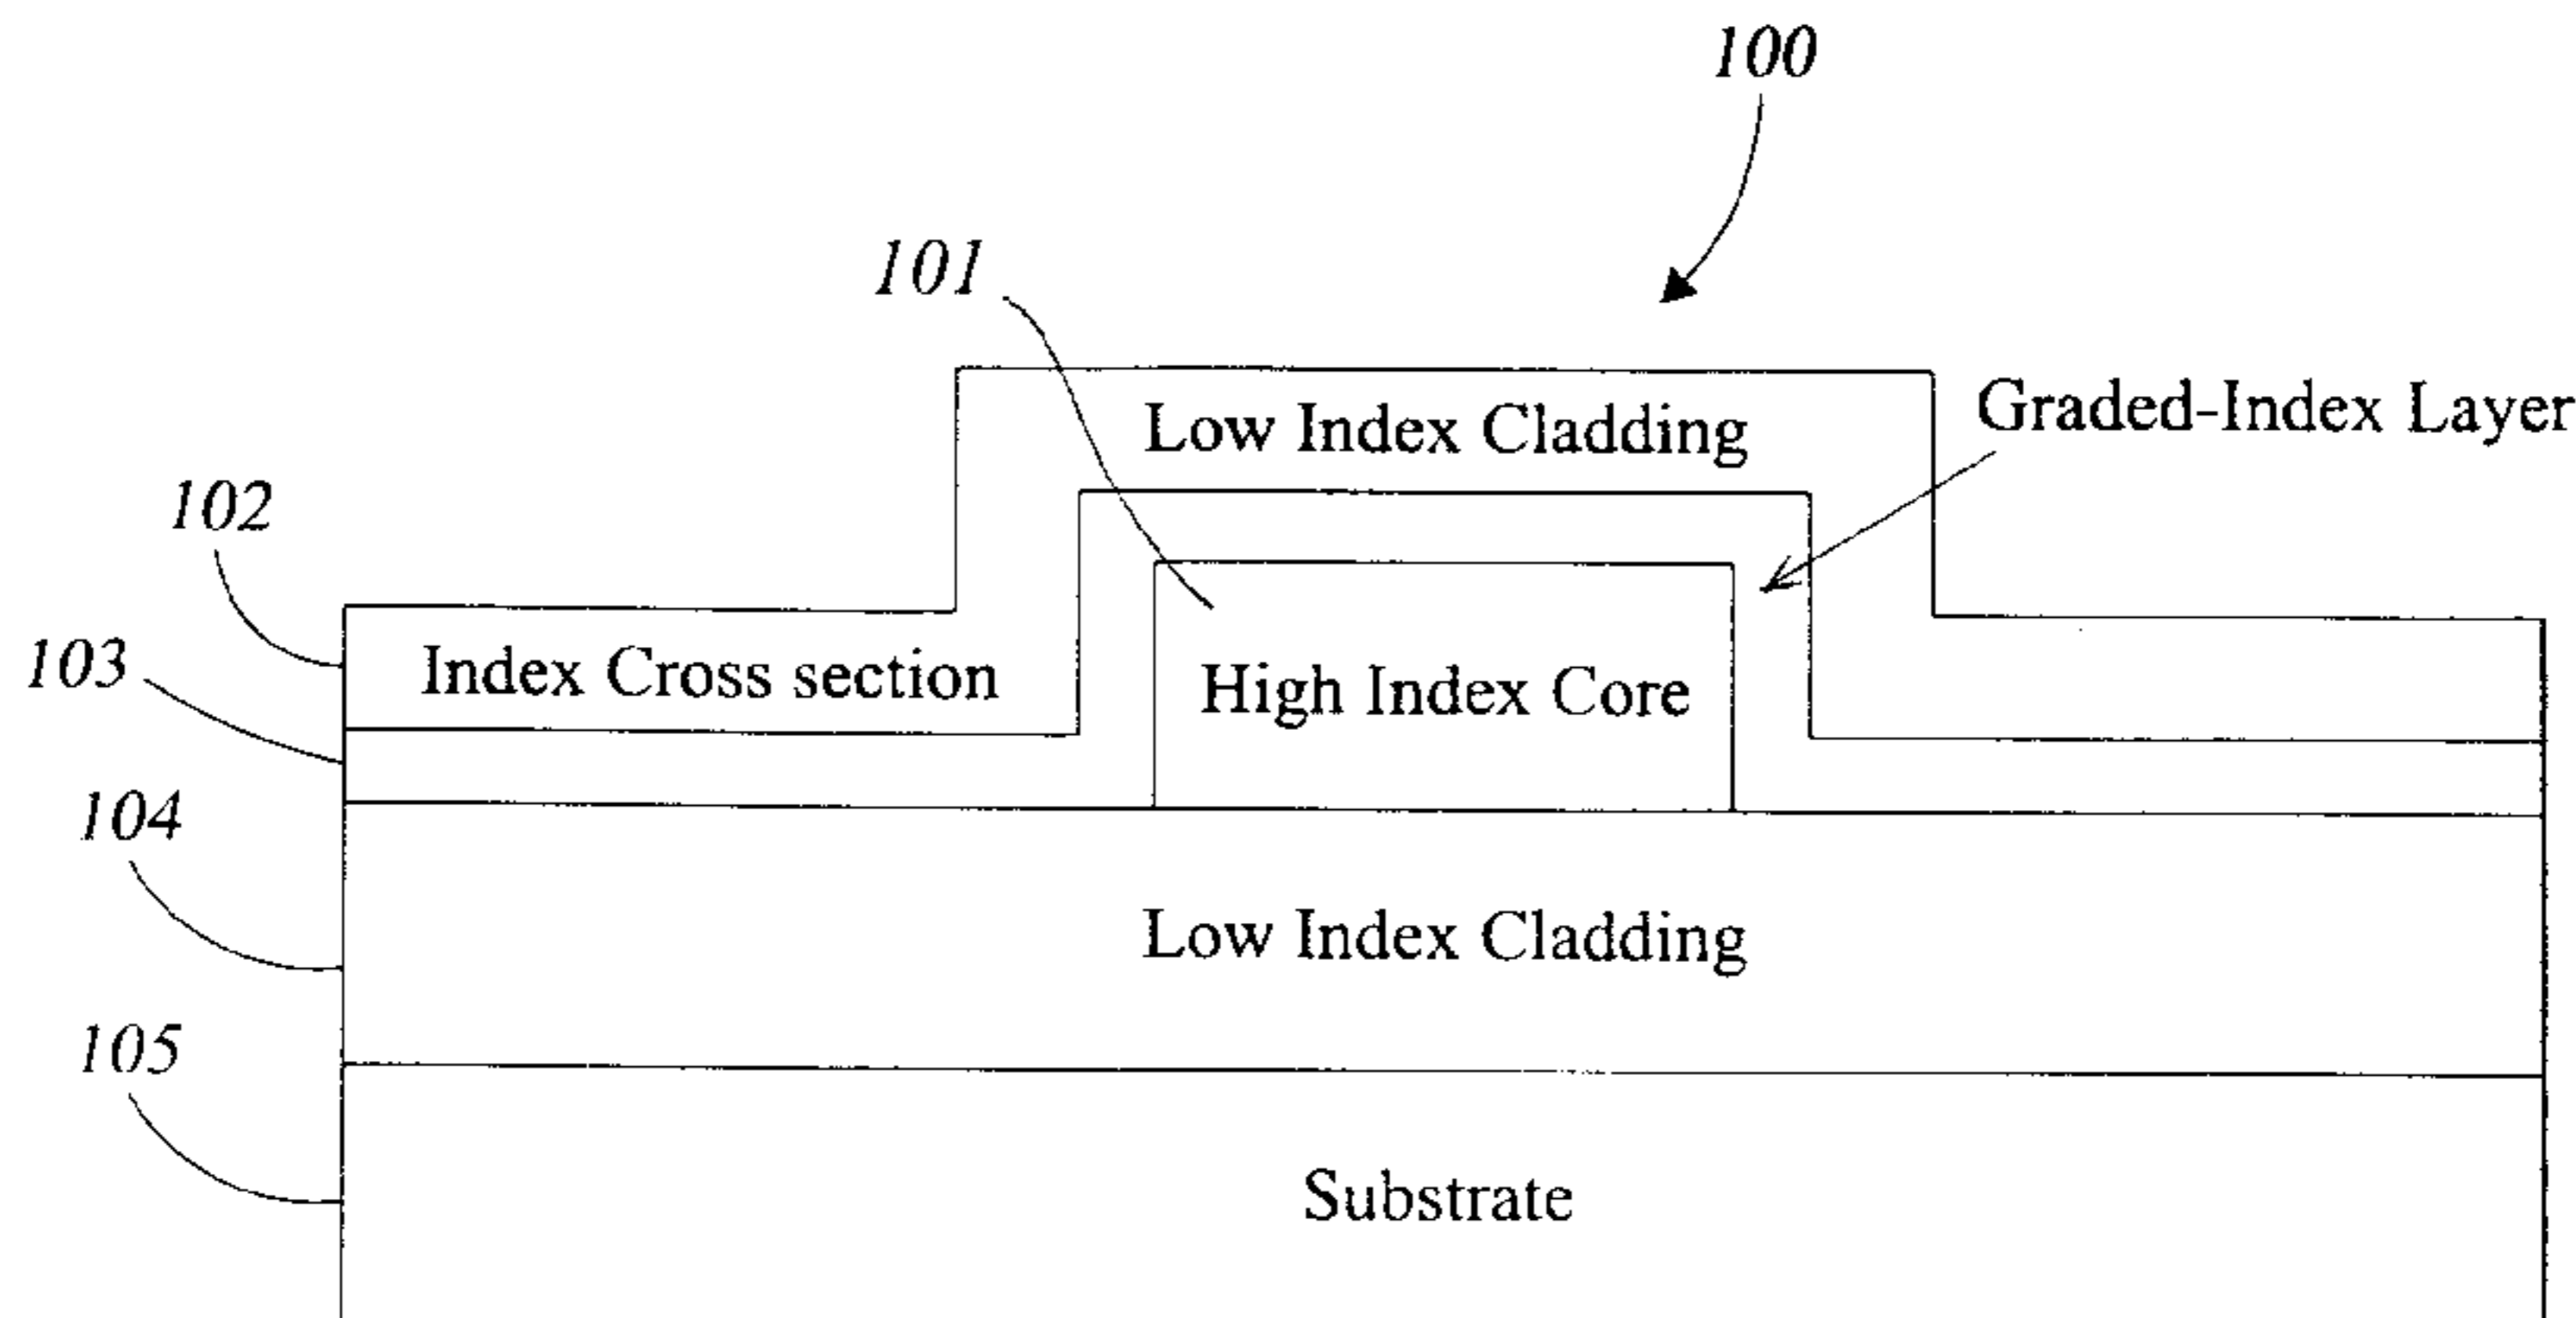 100
101
Low Index Cladding
Graded-Index Layer
102
103
Index Cross section
High Index Core
104
Low Index Cladding
105
Substrate